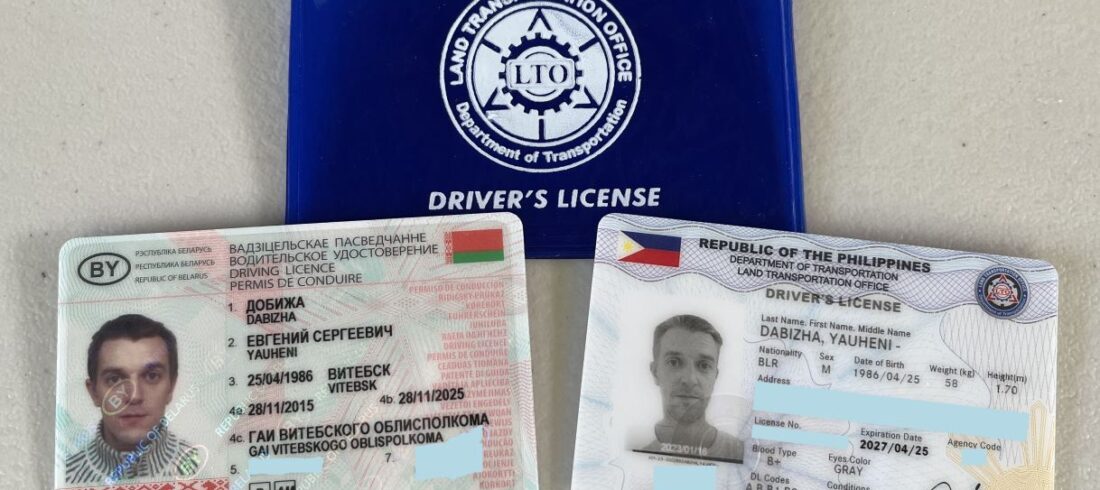 LAND TRANSPORTATION OFFICE
LTO
Department of Transportation
DRIVER'S LICENSE
BY
РЭСПУБЛІКА БЕЛАРУСЬ
РЕСПУБЛИКА БЕЛАРУСЬ
REPUBLIC OF BELARUS
ВАДЗІЦЕЛЬСКАЕ ПАСВЕДЧАННЕ
ВОДИТЕЛЬСКОЕ УДОСТОВЕРЕНИЕ
DRIVING LICENCE
PERMIS DE CONDUIRE
1. ДОБИЖА
DABIZHA
2. ЕВГЕНИЙ СЕРГЕЕВИЧ
YAUHENI
3. 25/04/1986 ВИТЕБСК
VITEBSK
4a. 28/11/2015 4b. 28/11/2025
4c. ГАИ ВИТЕБСКОГО ОБЛИСПОЛКОМА
GAI VITEBSKOGO OBLISPOLKOMA
5. 7.
REPUBLIC OF THE PHILIPPINES
DEPARTMENT OF TRANSPORTATION
LAND TRANSPORTATION OFFICE
DRIVER'S LICENSE
Last Name. First Name. Middle Name
DABIZHA, YAUHENI -
Nationality Sex Date of Birth Weight (kg) Height(m)
BLR M 1986/04/25 58 1.70
Address
License No. Expiration Date Agency Code
2027/04/25
Blood Type Eyes Color
B+ GRAY
DL Codes Conditions
2023/01/16